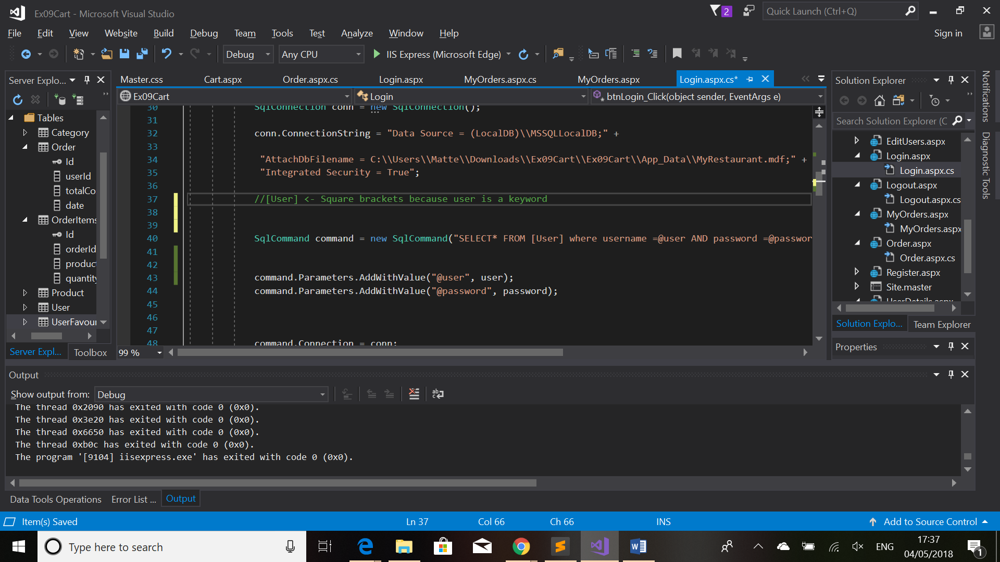 Ex09Cart - Microsoft Visual Studio
2
Quick Launch (Ctrl+Q)
File Edit View Website Build Debug Team Tools Test Analyze Window Help
Sign in
Debug
Any CPU
IIS Express (Microsoft Edge)
Server Explo...
Master.css
Cart.aspx
Order.aspx.cs
Login.aspx
MyOrders.aspx.cs
MyOrders.aspx
Login.aspx.cs*
Ex09Cart
Login
btnLogin_Click(object sender, EventArgs e)
Tables
Category
Order
Id
userId
totalCo
date
OrderItems
Id
orderId
product
quantity
Product
User
UserFavour
Server Expl...
Toolbox
30 SqlConnection conn = new SqlConnection();
31
32 conn.ConnectionString = "Data Source = (LocalDB)\\MSSQLLocalDB;" +
33
34 "AttachDbFilename = C:\\Users\\Matte\\Downloads\\Ex09Cart\\Ex09Cart\\App_Data\\MyRestaurant.mdf;" +
35 "Integrated Security = True";
36
37 //[User] <- Square brackets because user is a keyword
38
39
40 SqlCommand command = new SqlCommand("SELECT* FROM [User] where username =@user AND password =@passwor
41
42
43 command.Parameters.AddWithValue("@user", user);
44 command.Parameters.AddWithValue("@password", password);
45
46
47
48 command.Connection = conn;
99 %
Solution Explorer
Search Solution Explorer (C
EditUsers.aspx
Login.aspx
Login.aspx.cs
Logout.aspx
Logout.aspx.cs
MyOrders.aspx
MyOrders.aspx
Order.aspx
Order.aspx.cs
Register.aspx
Site.master
UserDetails.aspx
Solution Explo...
Team Explorer
Properties
Notifications
Diagnostic Tools
Output
Show output from:
Debug
The thread 0x2090 has exited with code 0 (0x0).
The thread 0x3e20 has exited with code 0 (0x0).
The thread 0x6650 has exited with code 0 (0x0).
The thread 0xb0c has exited with code 0 (0x0).
The program '[9104] iisexpress.exe' has exited with code 0 (0x0).
Data Tools Operations
Error List ...
Output
Item(s) Saved
Ln 37
Col 66
Ch 66
INS
Add to Source Control
Type here to search
ENG
17:37
04/05/2018
1